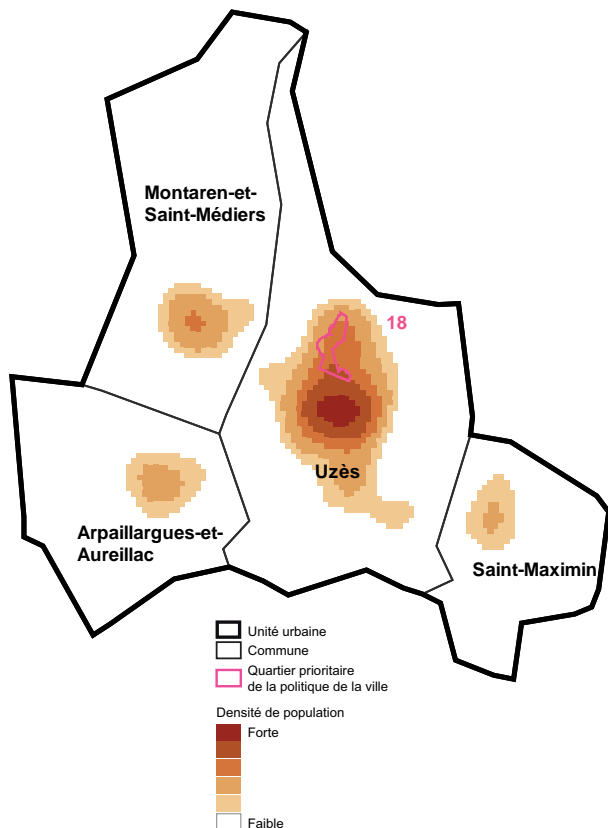 Montaren-et-
Saint-Médiers
18
Uzès
Arpaillargues-et-
Aureillac
Saint-Maximin
Unité urbaine
Commune
Quartier prioritaire
de la politique de la ville
Densité de population
Forte
Faible